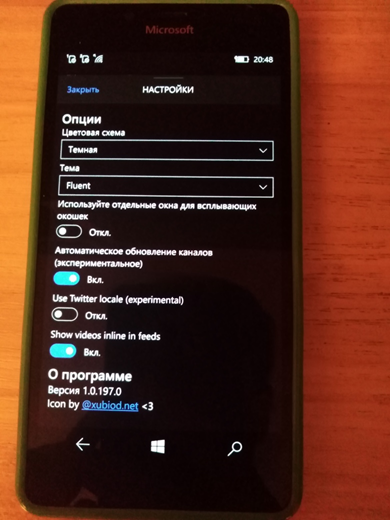 Microsoft
20:48
Закрыть
НАСТРОЙКИ
Опции
Цветовая схема
Темная
Тема
Fluent
Используйте отдельные окна для всплывающих
окошек
Откл.
Автоматическое обновление каналов
(экспериментальное)
Вкл.
Use Twitter locale (experimental)
Откл.
Show videos inline in feeds
Вкл.
О программе
Версия 1.0.197.0
Icon by @xubiod.net <3